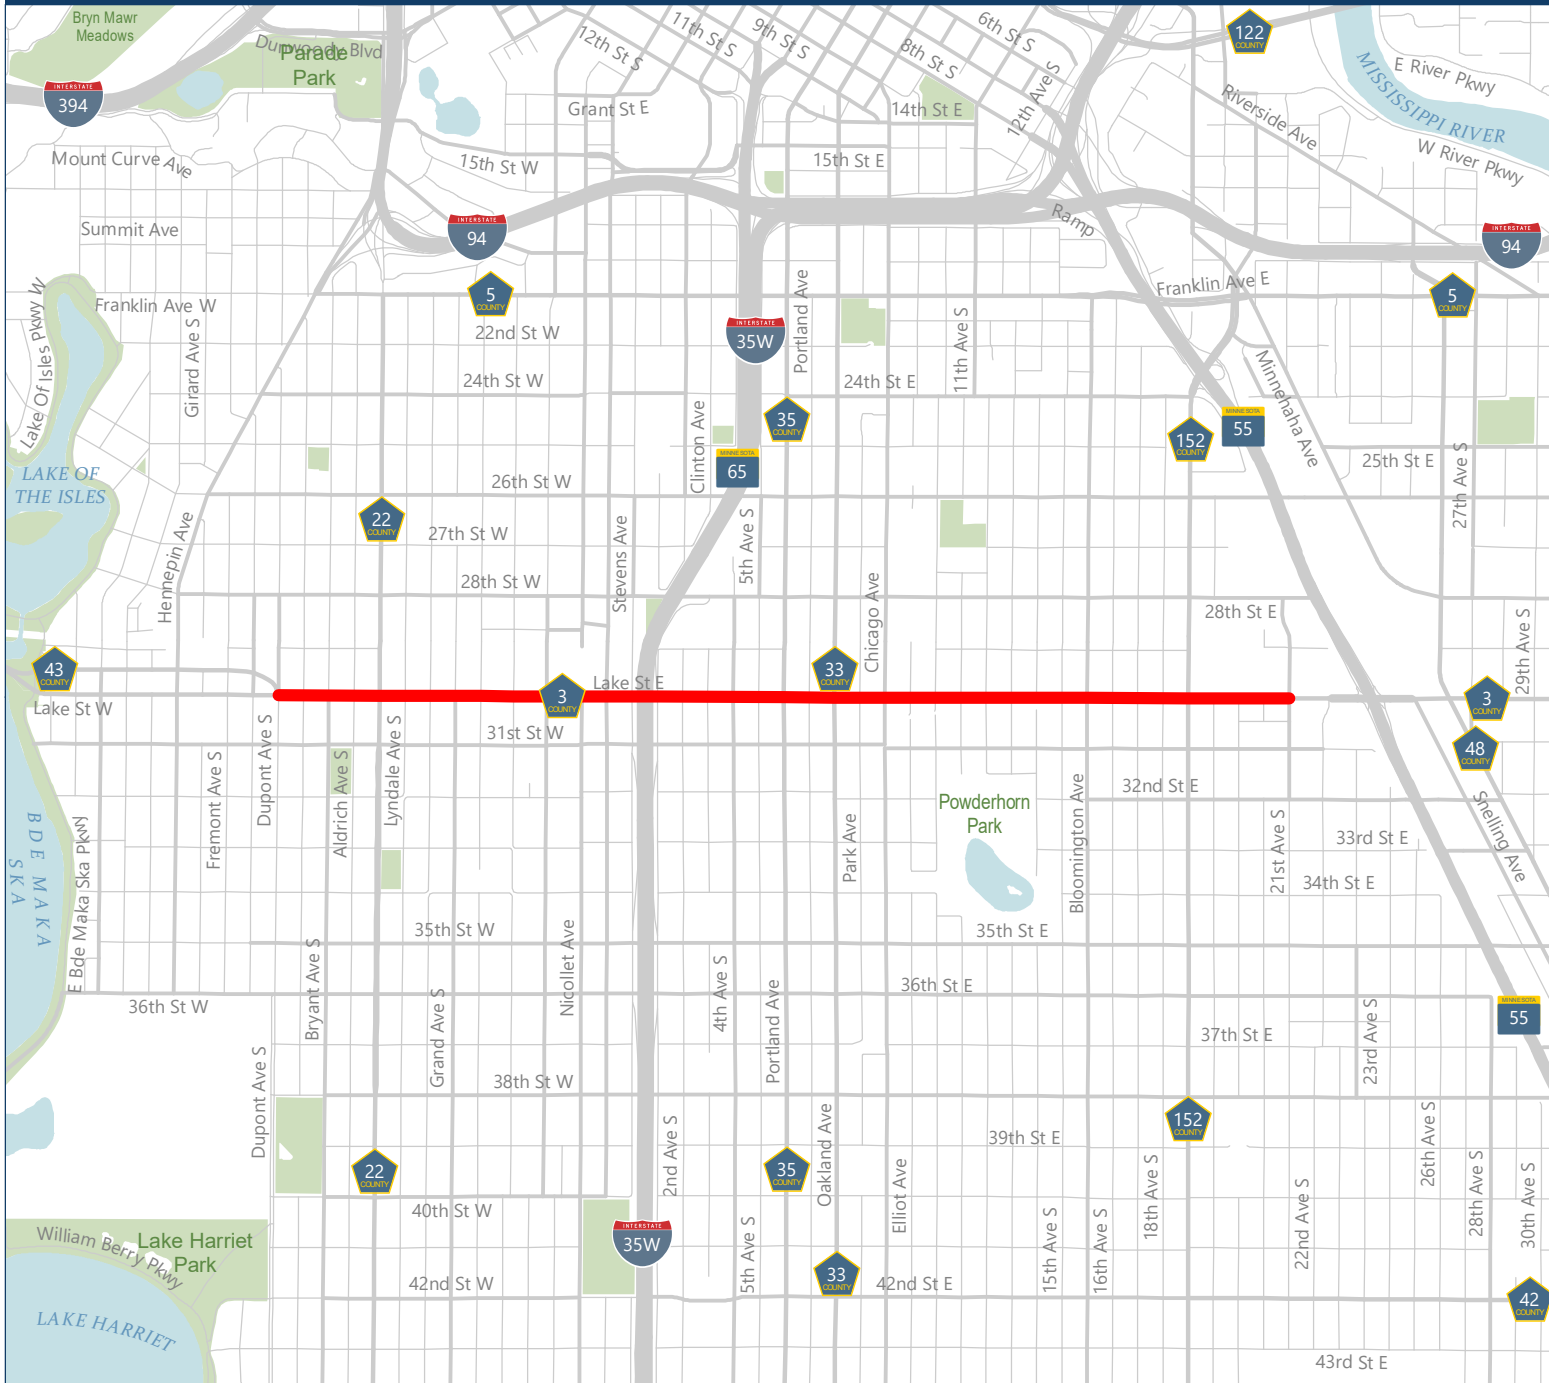 Bryn Mawr
Meadows
Dunwoody Blvd
Parade
Park
12th St S
11th St S
9th St S
8th St S
6th St S
122
COUNTY
E River Pkwy
MISSISSIPPI RIVER
INTERSTATE
394
Grant St E
14th St E
12th Ave S
Riverside Ave
W River Pkwy
Mount Curve Ave
15th St W
15th St E
Summit Ave
INTERSTATE
94
Ramp
INTERSTATE
94
Lake Of Isles Pkwy W
Franklin Ave W
5
COUNTY
22nd St W
Portland Ave
Franklin Ave E
5
COUNTY
INTERSTATE
35W
Girard Ave S
24th St W
24th St E
11th Ave S
Minnehaha Ave
Clinton Ave
35
COUNTY
152
COUNTY
MINNESOTA
55
MINNESOTA
65
LAKE OF
THE ISLES
26th St W
25th St E
27th Ave S
22
COUNTY
27th St W
Hennepin Ave
Stevens Ave
5th Ave S
28th St W
Chicago Ave
28th St E
29th Ave S
43
COUNTY
Lake St W
3
COUNTY
Lake St E
33
COUNTY
3
COUNTY
31st St W
48
COUNTY
Fremont Ave S
Dupont Ave S
Aldrich Ave S
Lyndale Ave S
32nd St E
Powderhorn
Park
Park Ave
Bloomington Ave
21st Ave S
33rd St E
Snelling Ave
34th St E
BDE MAKA
SKA
E Bde Maka Ska Pkwy
35th St W
35th St E
Bryant Ave S
Nicollet Ave
36th St W
36th St E
Grand Ave S
4th Ave S
Portland Ave
37th St E
23rd Ave S
MINNESOTA
55
Dupont Ave S
38th St W
2nd Ave S
Oakland Ave
39th St E
152
COUNTY
26th Ave S
22
COUNTY
35
COUNTY
Elliot Ave
18th Ave S
28th Ave S
30th Ave S
40th St W
5th Ave S
15th Ave S
16th Ave S
22nd Ave S
William Berry Pkwy
Lake Harriet
Park
INTERSTATE
35W
42nd St W
33
COUNTY
42nd St E
42
COUNTY
LAKE HARRIET
43rd St E